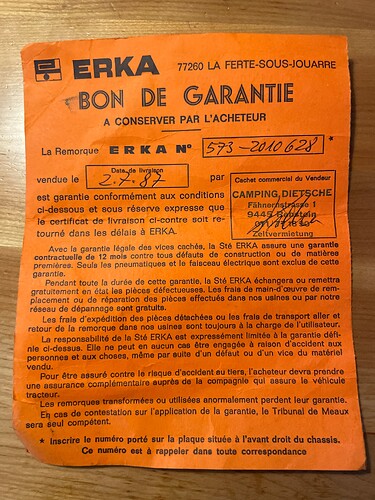 ERKA 77260 LA FERTE-SOUS-JOUARRE
BON DE GARANTIE
A CONSERVER PAR L'ACHETEUR
La Remorque ERKA N° 573-2010628 *
Date de livraison
vendue le 2.7.87 par
est garantie conformément aux conditions
ci-dessous et sous réserve expresse que
le certificat de livraison ci-contre soit re-
tourné dans les délais à ERKA.
Cachet commercial du Vendeur
CAMPING, DIETSCHE
Fähnernstrasse 1
9445 Rebstein
Zeltvermietung
Avec la garantie légale des vices cachés, la Sté ERKA assure une garantie
contractuelle de 12 mois contre tous défauts de construction ou de matières
premières. Seuls les pneumatiques et le faisceau électrique sont exclus de cette
garantie.
Pendant toute la durée de cette garantie, la Sté ERKA échangera ou remettra
gratuitement en état les pièces défectueuses. Les frais de main-d'œuvre de rem-
placement ou de réparation des pièces effectués dans nos usines ou par notre
réseau de dépannage sont gratuits.
Les frais d'expédition des pièces détachées ou les frais de transport aller et
retour de la remorque dans nos usines sont toujours à la charge de l'utilisateur.
La responsabilité de la Sté ERKA est expressément limitée à la garantie défi-
nie ci-dessus. Elle ne peut en aucun cas être engagée à raison d'accident aux
personnes et aux choses, même par suite d'un défaut ou d'un vice du matériel
vendu.
Pour être assuré contre le risque d'accident au tiers, l'acheteur devra prendre
une assurance complémentaire auprès de la compagnie qui assure le véhicule
tracteur.
Les remorques transformées ou utilisées anormalement perdent leur garantie.
En cas de contestation sur l'application de la garantie, le Tribunal de Meaux
sera seul compétent.
* Inscrire le numéro porté sur la plaque située à l'avant droit du chassis.
Ce numéro est à rappeler dans toute correspondance